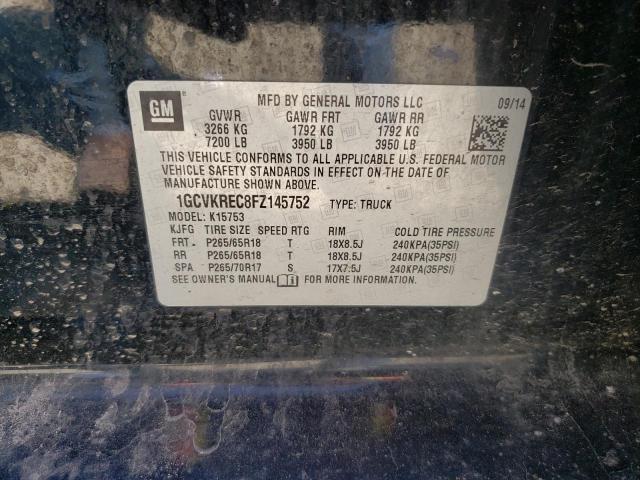 GM ® MFD BY GENERAL MOTORS LLC 09/14
GVWR GAWR FRT GAWR RR
3266 KG 1792 KG 1792 KG
7200 LB 3950 LB 3950 LB
THIS VEHICLE CONFORMS TO ALL APPLICABLE U.S. FEDERAL MOTOR
VEHICLE SAFETY STANDARDS IN EFFECT ON THE DATE OF
MANUFACTURE SHOWN ABOVE.
1GCVKREC8FZ145752 TYPE: TRUCK
MODEL: K15753
KJFG TIRE SIZE SPEED RTG RIM COLD TIRE PRESSURE
FRT P265/65R18 T 18X8.5J 240KPA(35PSI)
RR P265/65R18 T 18X8.5J 240KPA(35PSI)
SPA P265/70R17 S 17X7.5J 240KPA(35PSI)
SEE OWNER'S MANUAL FOR MORE INFORMATION.